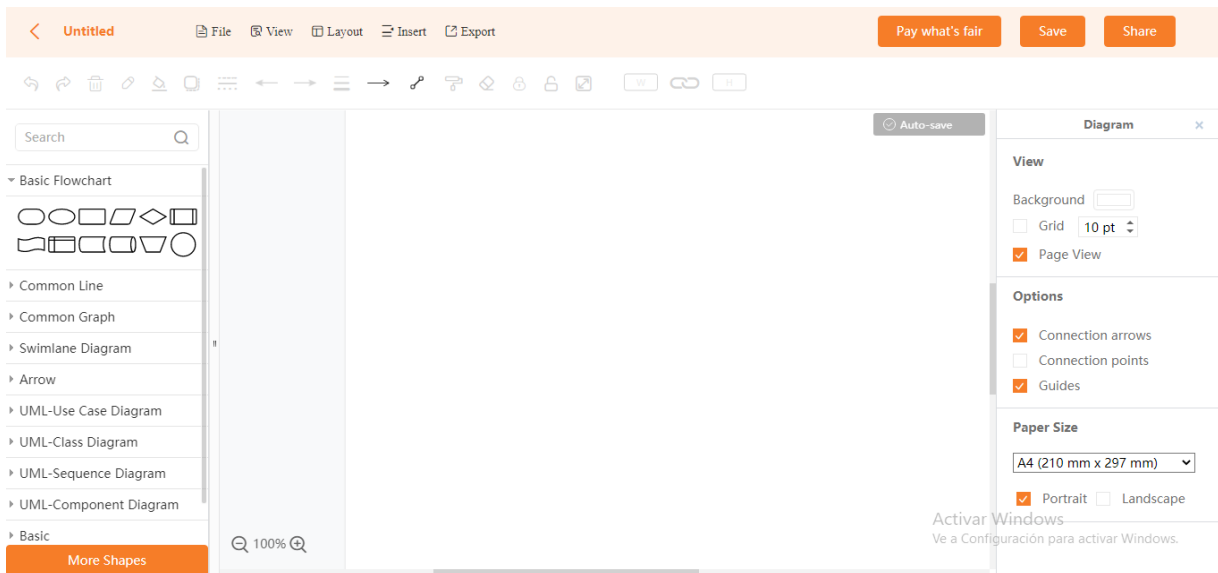 Untitled File View Layout Insert Export Pay what's fair Save Share
W H
Search
Auto-save
Diagram
View
Basic Flowchart
Background
Grid 10 pt
Page View
Common Line
Options
Common Graph
Connection arrows
Swimlane Diagram
Connection points
Arrow
Guides
UML-Use Case Diagram
Paper Size
UML-Class Diagram
A4 (210 mm x 297 mm)
UML-Sequence Diagram
Portrait Landscape
UML-Component Diagram
Activar Windows
Basic
100%
Ve a Configuración para activar Windows.
More Shapes